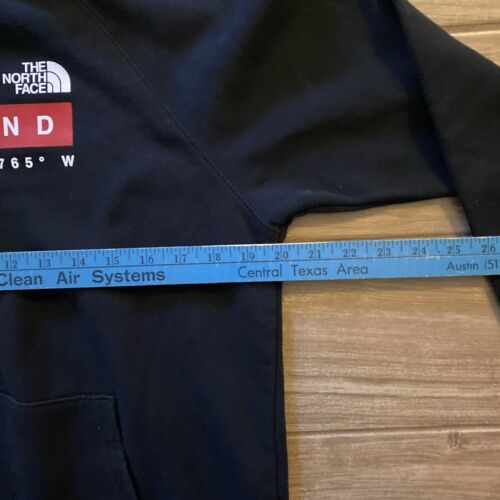 THE
NORTH
FACE
ND
765° W
12 13 14 15 16 17 18 19 20 21 22 23 24 25 26
Clean Air Systems Central Texas Area Austin (51